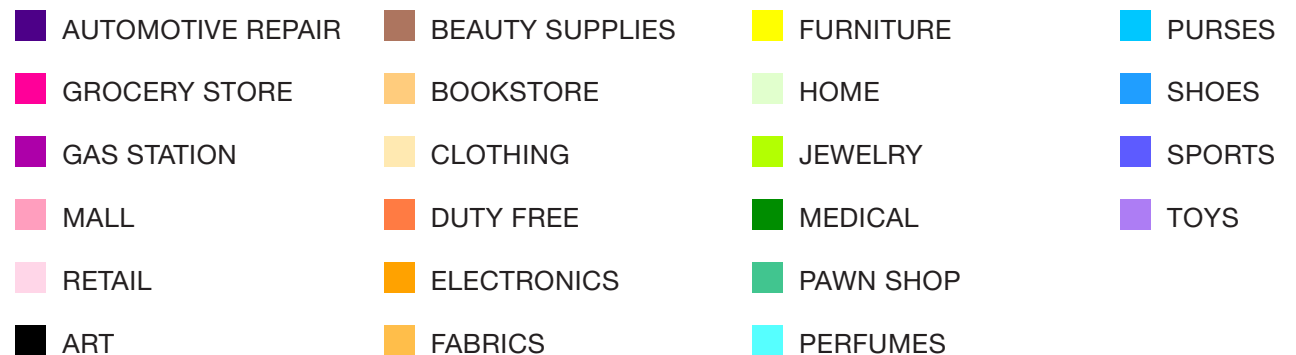 AUTOMOTIVE REPAIR
GROCERY STORE
GAS STATION
MALL
RETAIL
ART
BEAUTY SUPPLIES
BOOKSTORE
CLOTHING
DUTY FREE
ELECTRONICS
FABRICS
FURNITURE
HOME
JEWELRY
MEDICAL
PAWN SHOP
PERFUMES
PURSES
SHOES
SPORTS
TOYS